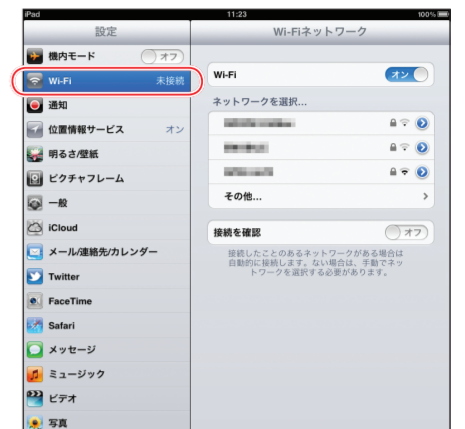 iPad 11:23 100%
設定
機内モード オフ
Wi-Fi 未接続
通知
位置情報サービス オン
明るさ/壁紙
ピクチャフレーム
一般
iCloud
メール/連絡先/カレンダー
Twitter
FaceTime
Safari
メッセージ
ミュージック
ビデオ
写真
Wi-Fiネットワーク
Wi-Fi オン
ネットワークを選択...
その他...
接続を確認 オフ
接続したことのあるネットワークがある場合は
自動的に接続します。ない場合は、手動でネッ
トワークを選択する必要があります。